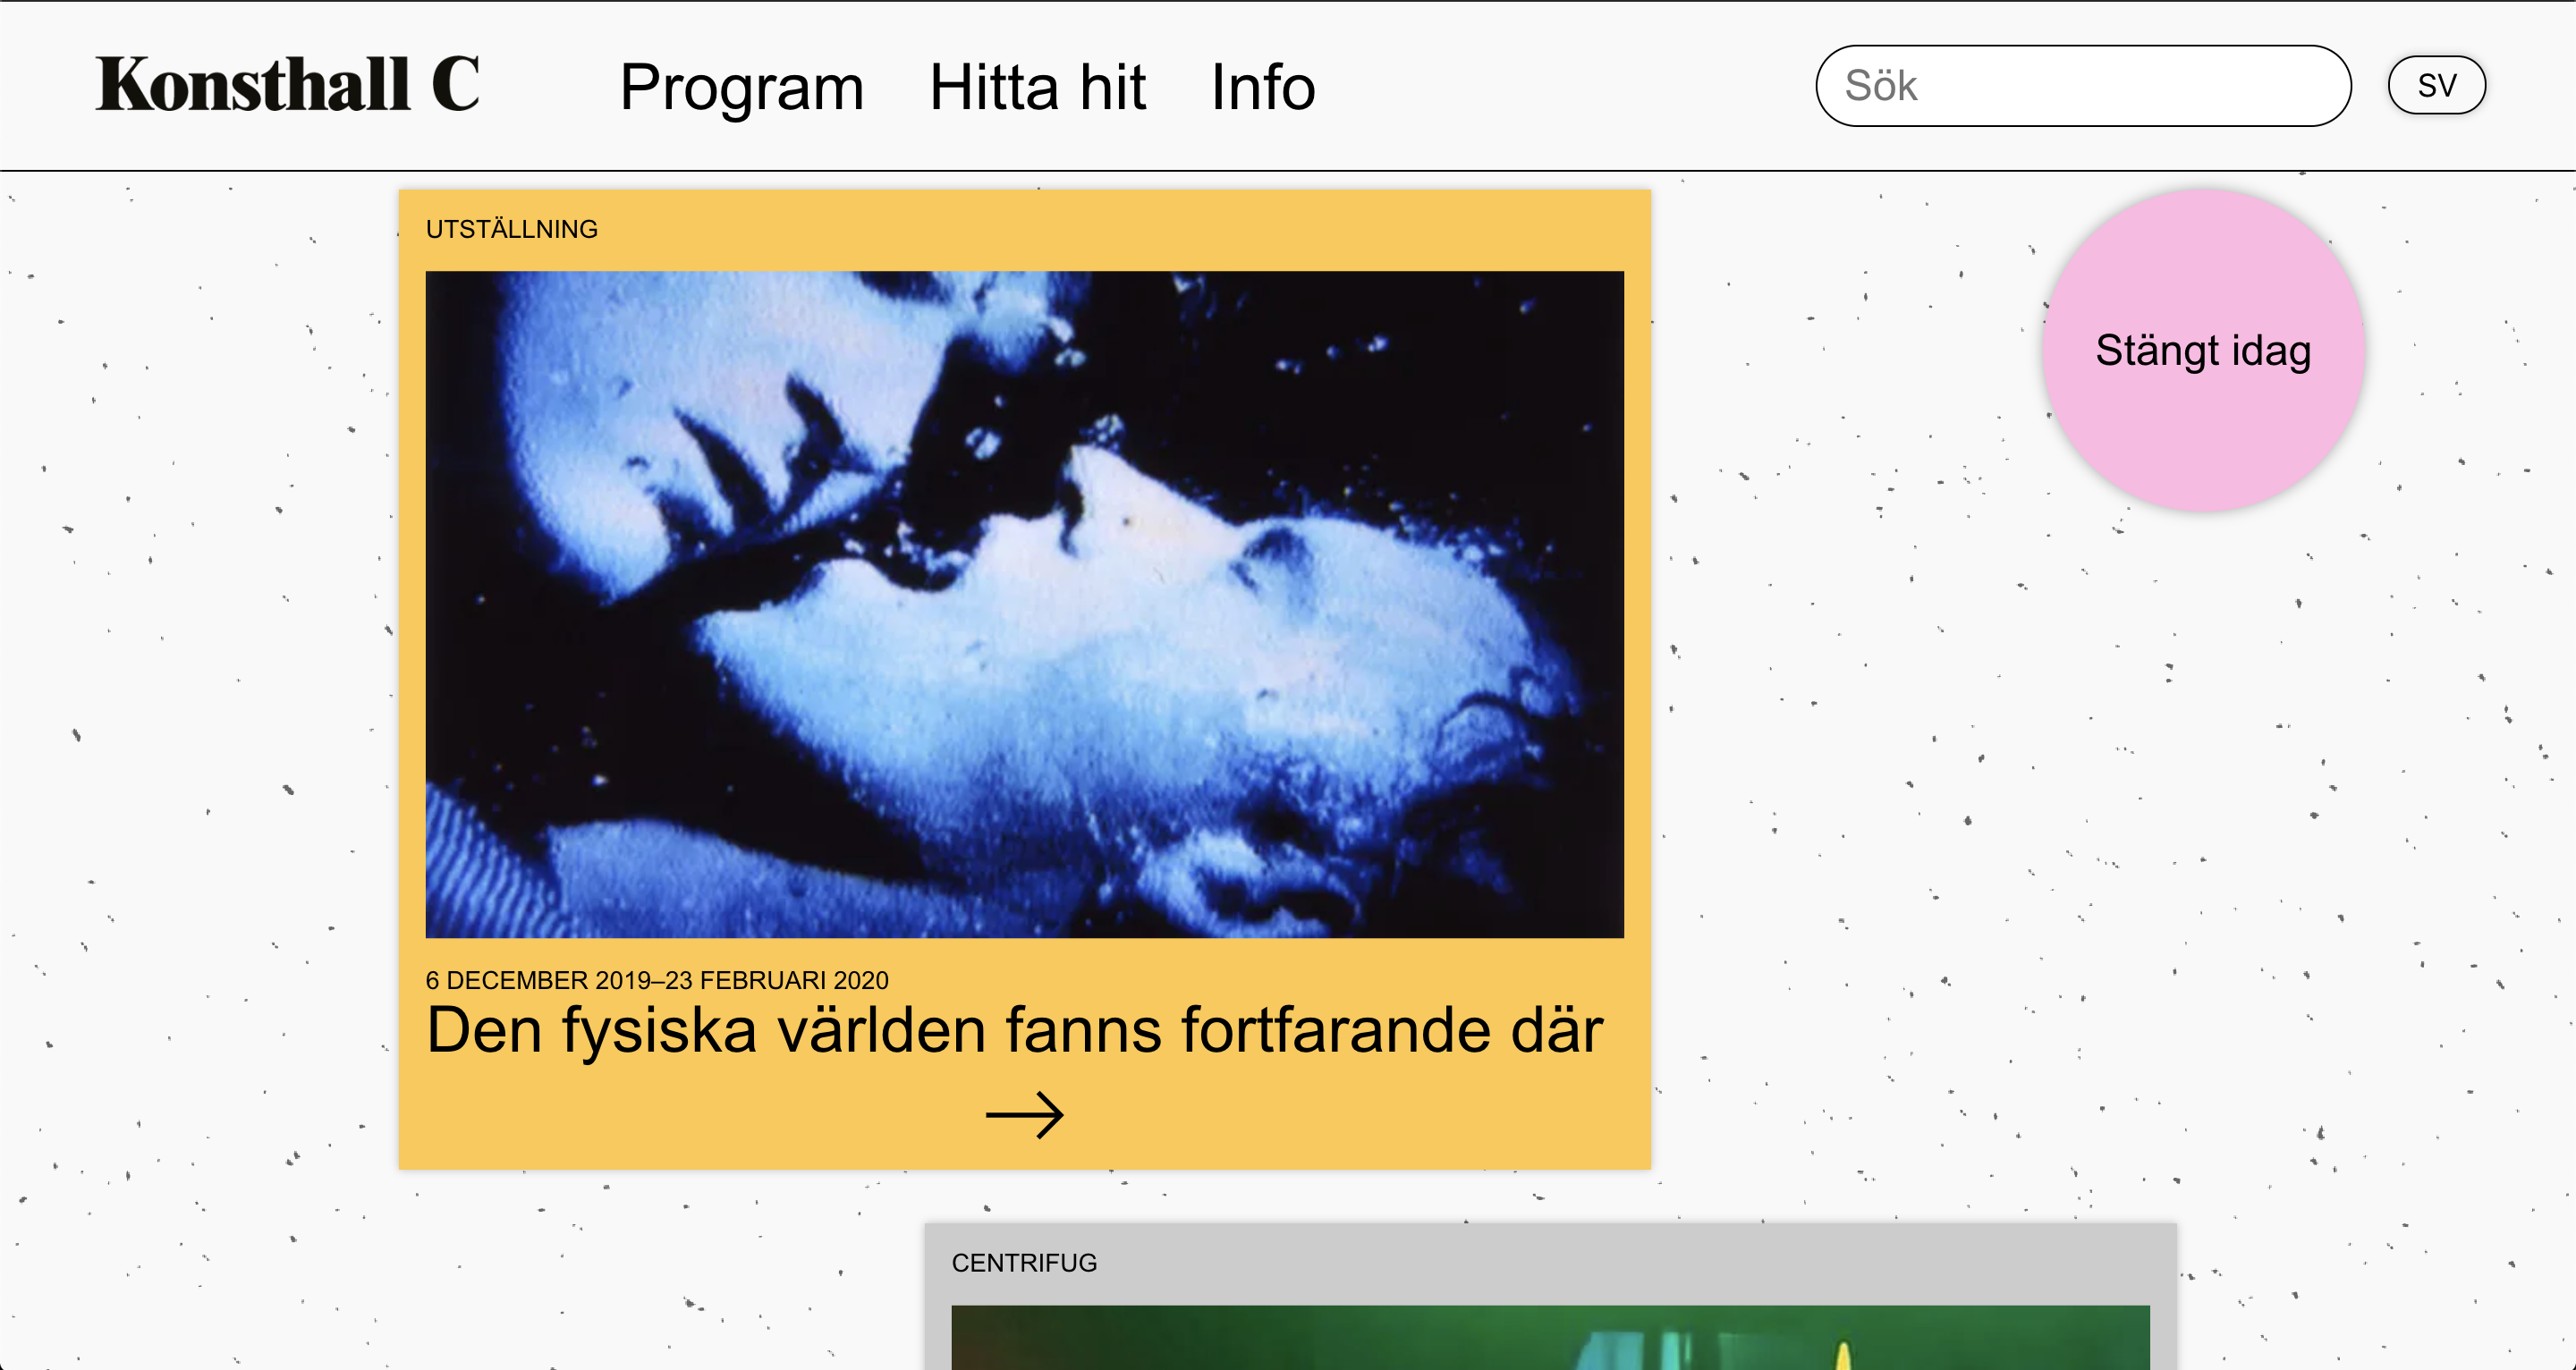 Konsthall C
Program
Hitta hit
Info
Sök
SV
UTSTÄLLNING
Stängt idag
6 DECEMBER 2019–23 FEBRUARI 2020
Den fysiska världen fanns fortfarande där
CENTRIFUG